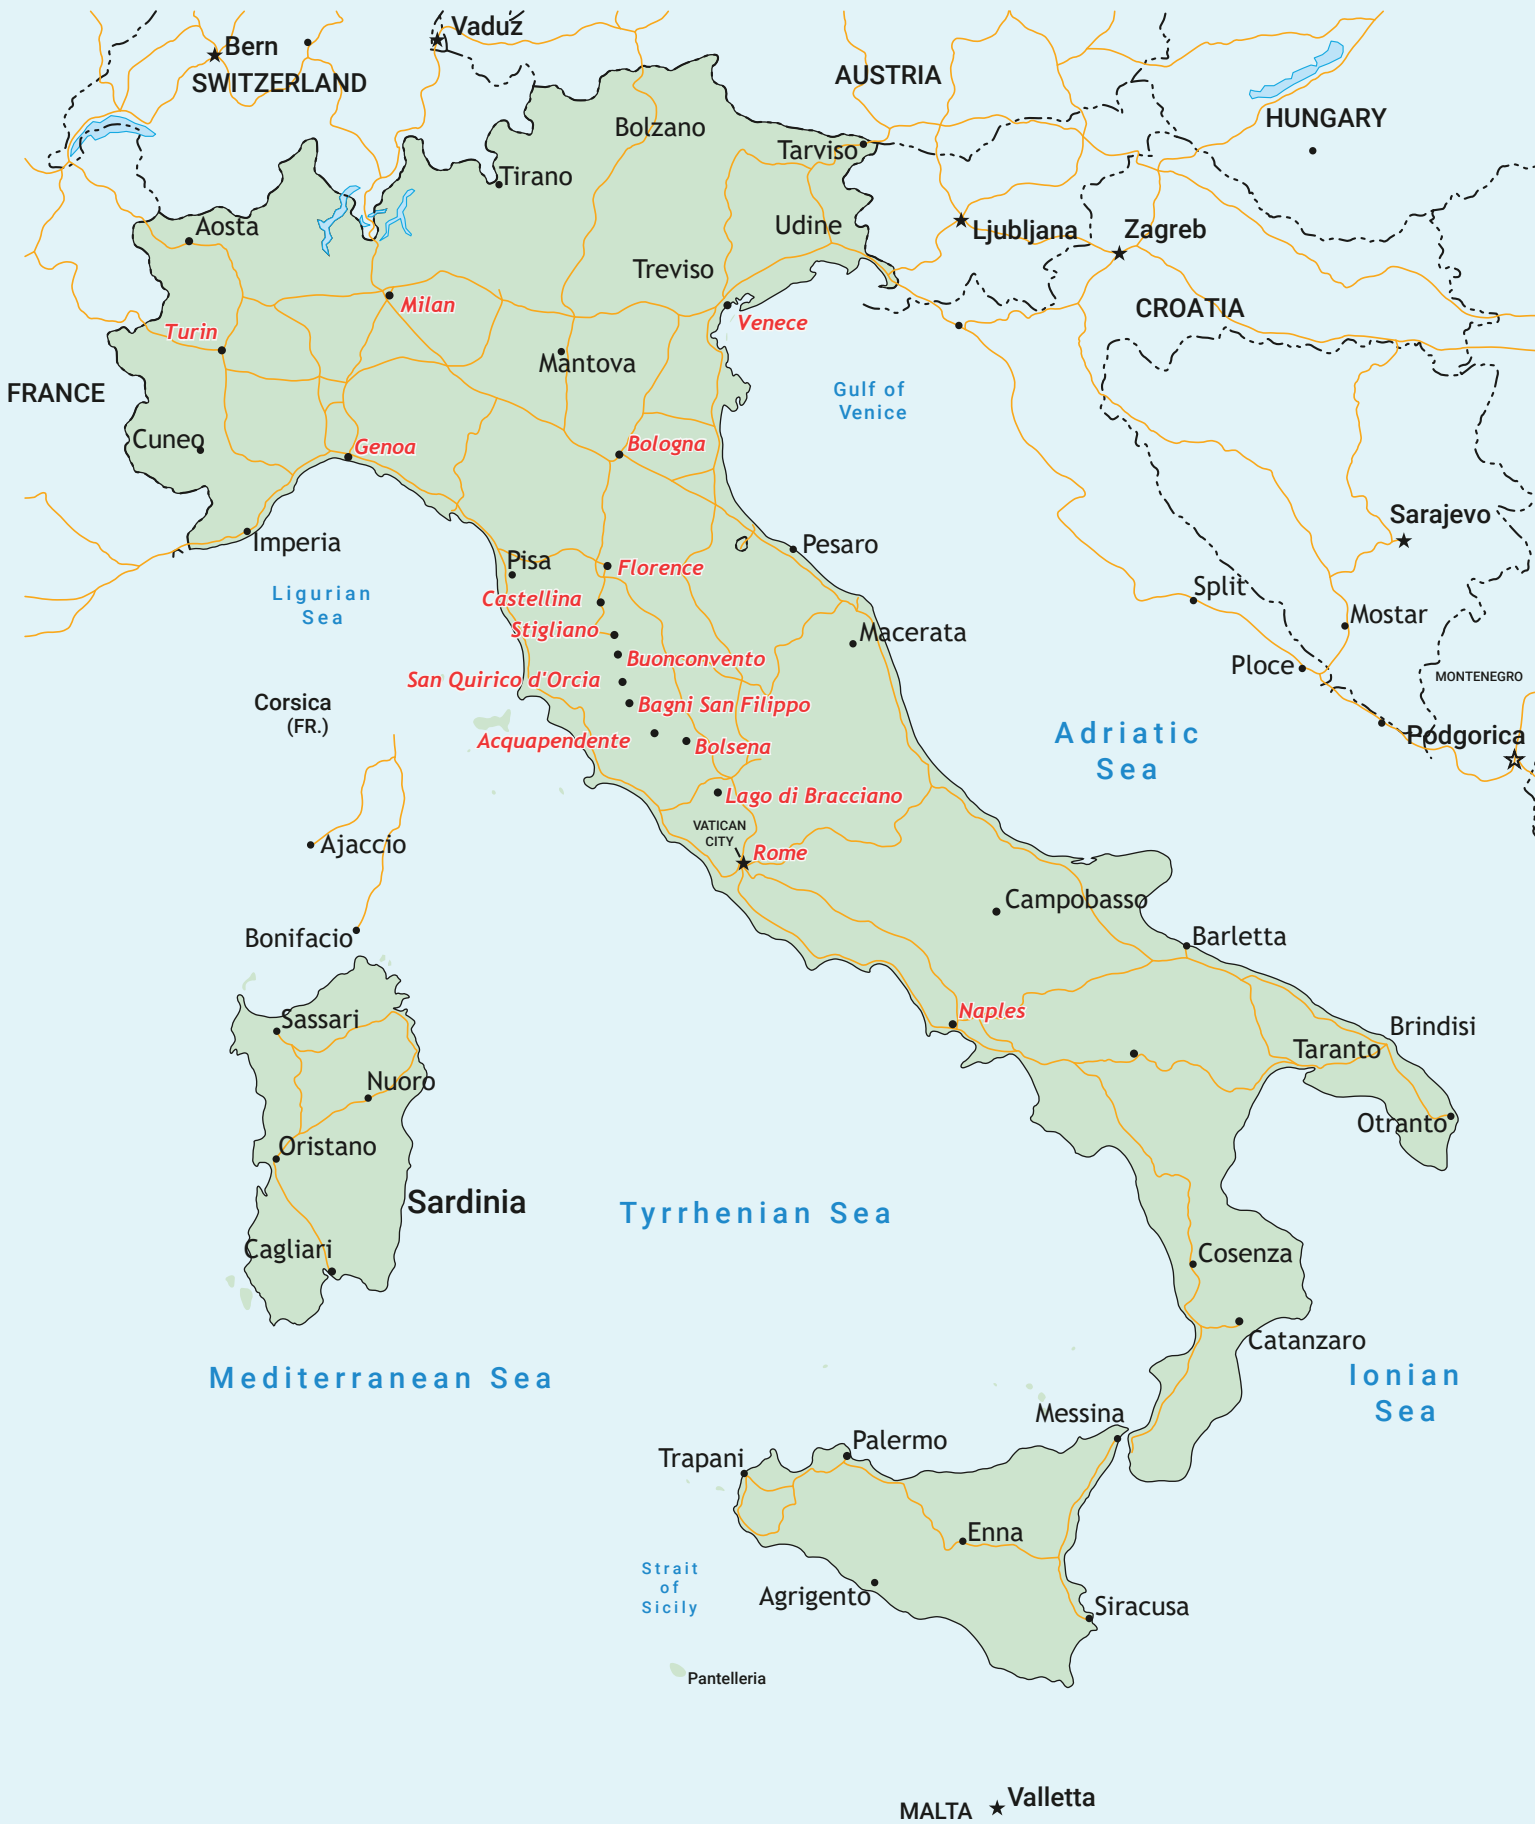 Vaduz
Bern
SWITZERLAND
AUSTRIA
HUNGARY
Bolzano
Tarviso
Tirano
Aosta
Udine
Ljubljana
Zagreb
Treviso
Milan
CROATIA
Venece
Turin
Mantova
FRANCE
Gulf of
Venice
Cuneo
Genoa
Bologna
Sarajevo
Imperia
Pesaro
Pisa
Florence
Ligurian
Sea
Castellina
Split
Stigliano
Macerata
Mostar
Buonconvento
Ploce
San Quirico d'Orcia
MONTENEGRO
Corsica
(FR.)
Bagni San Filippo
Adriatic
Sea
Podgorica
Acquapendente
Bolsena
Lago di Bracciano
VATICAN
CITY
Ajaccio
Rome
Campobasso
Bonifacio
Barletta
Naples
Sassari
Brindisi
Taranto
Nuoro
Otranto
Oristano
Sardinia
Tyrrhenian Sea
Cagliari
Cosenza
Catanzaro
Mediterranean Sea
Ionian
Sea
Messina
Palermo
Trapani
Enna
Strait
of
Sicily
Agrigento
Siracusa
Pantelleria
Valletta
MALTA